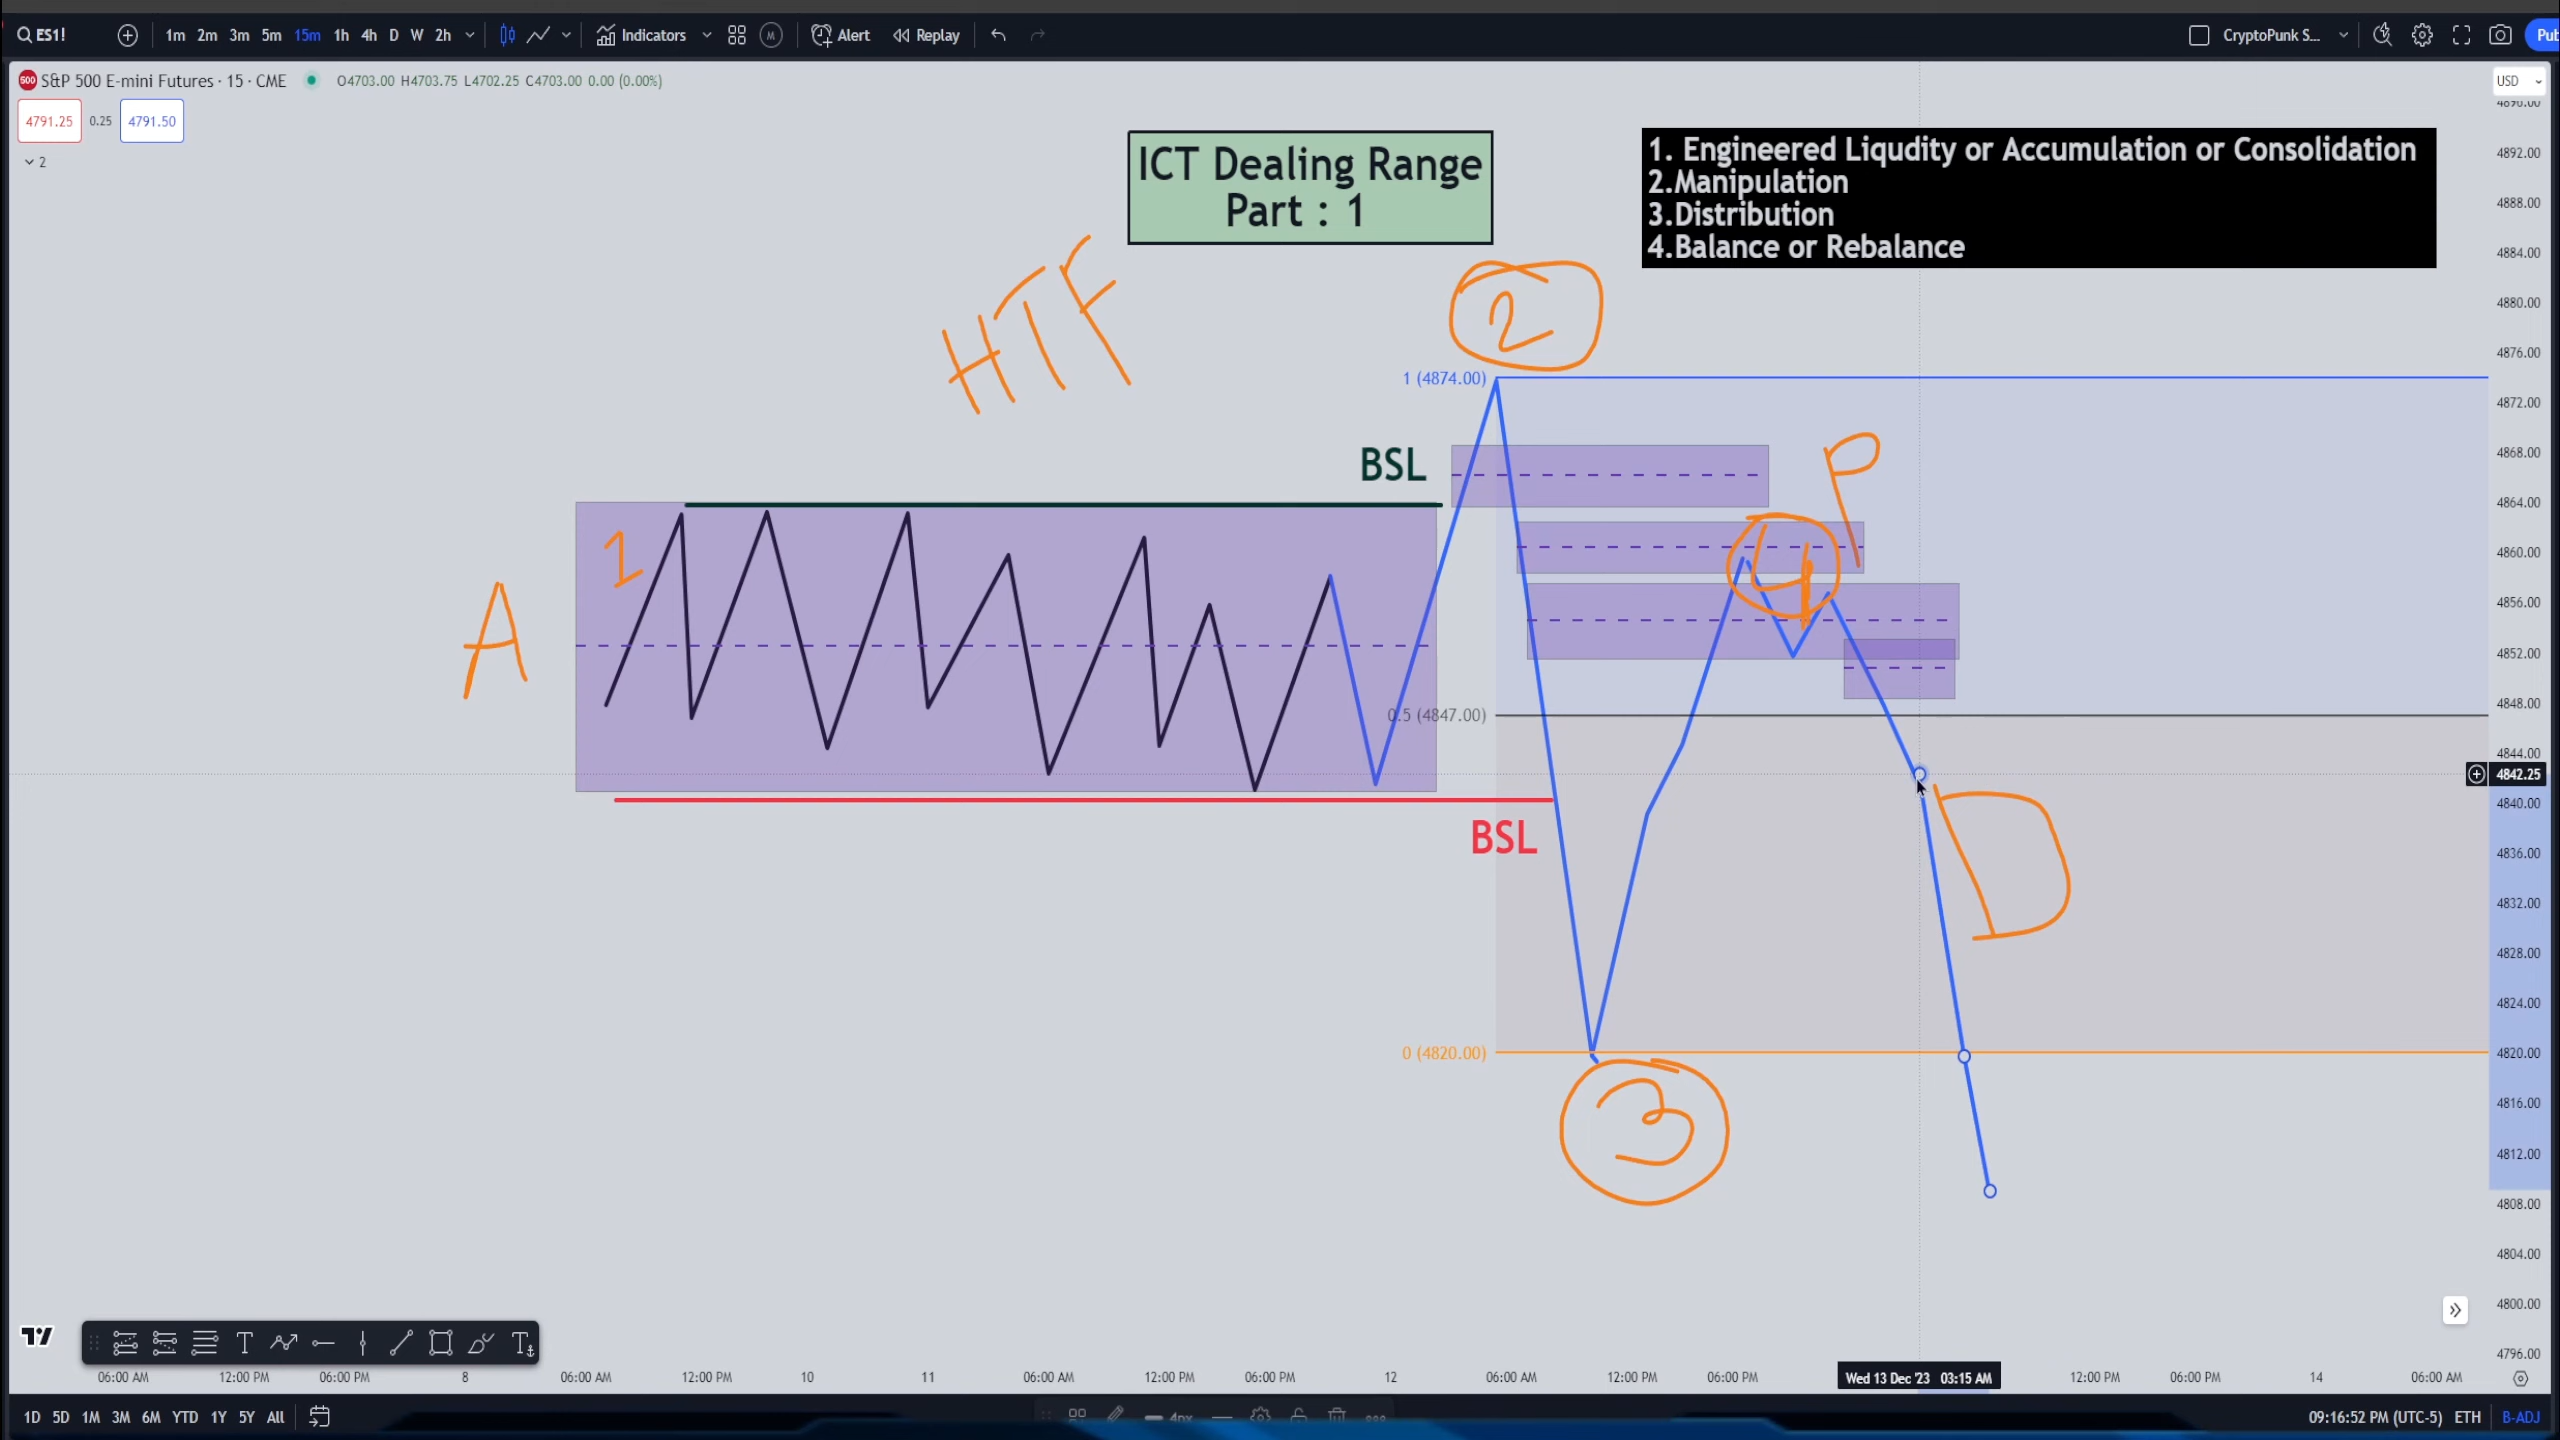 ES1!
1m 2m 3m 5m 15m 1h 4h D W 2h
Indicators
M
Alert
Replay
CryptoPunk S...
Pub
500 S&P 500 E-mini Futures · 15 · CME
O4703.00 H4703.75 L4702.25 C4703.00 0.00 (0.00%)
USD
4791.25 0.25 4791.50
2
ICT Dealing Range
Part : 1
1. Engineered Liqudity or Accumulation or Consolidation
2.Manipulation
3.Distribution
4.Balance or Rebalance
HTF
2
1 (4874.00)
BSL
P
1
4
A
0.5 (4847.00)
BSL
D
0 (4820.00)
3
4896.00
4892.00
4888.00
4884.00
4880.00
4876.00
4872.00
4868.00
4864.00
4860.00
4856.00
4852.00
4848.00
4844.00
4842.25
4840.00
4836.00
4832.00
4828.00
4824.00
4820.00
4816.00
4812.00
4808.00
4804.00
4800.00
4796.00
06:00 AM 12:00 PM 06:00 PM 8 06:00 AM 12:00 PM 10 11 06:00 AM 12:00 PM 06:00 PM 12 06:00 AM 12:00 PM 06:00 PM Wed 13 Dec '23 03:15 AM 12:00 PM 06:00 PM 14 06:00 AM
1D 5D 1M 3M 6M YTD 1Y 5Y All
4px
09:16:52 PM (UTC-5) ETH B-ADJ